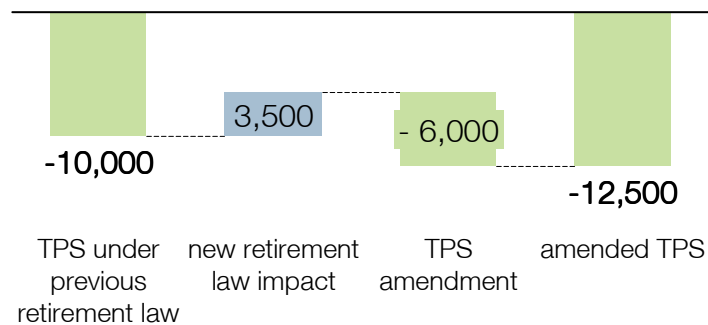 3,500
- 6,000
-10,000
-12,500
TPS under
previous
retirement law
new retirement
law impact
TPS
amendment
amended TPS